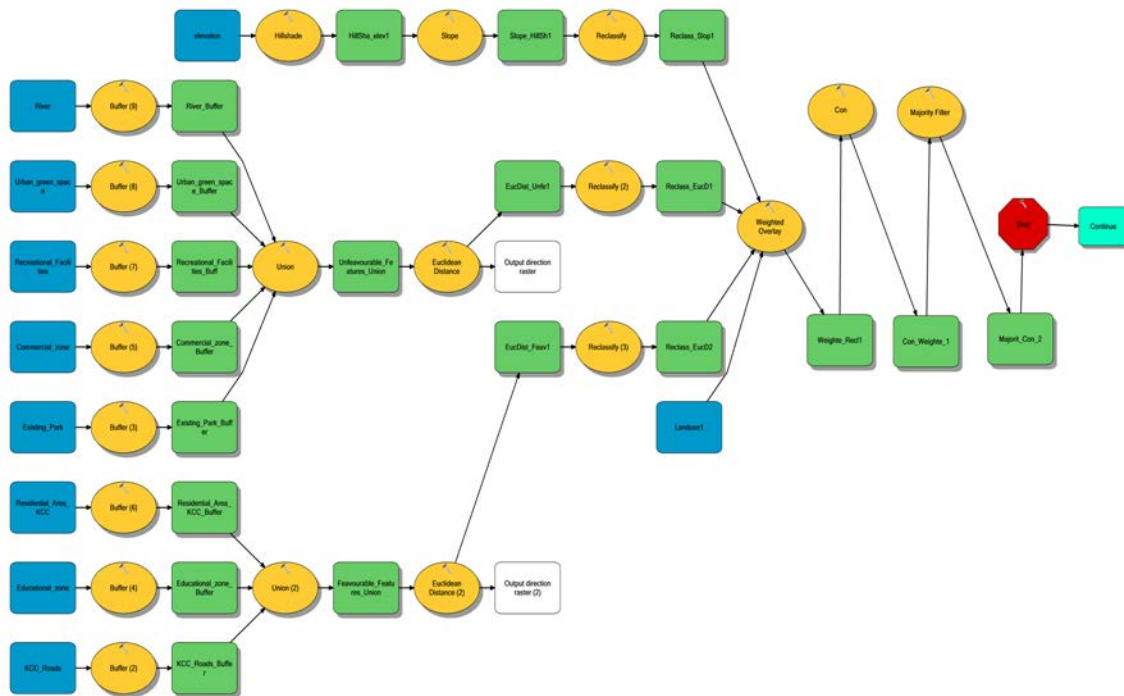 elevation
Hillshade
HillSha_elev1
Slope
Slope_HillSh1
Reclassify
Reclass_Slop1
River
Buffer (9)
River_Buffer
Con
Majority Filter
Urban_green_spac
e
Buffer (8)
Urban_green_spac
e_Buffer
EucDist_Unfe1
Reclassify (2)
Reclass_EucD1
Weighted
Overlay
Stop
Continue
Recreational_Facili
ties
Buffer (7)
Recreational_Facili
ties_Buff
Union
Unfeavourable_Fe
atures_Union
Euclidean
Distance
Output direction
raster
Commercial_zone
Buffer (5)
Commercial_zone_
Buffer
EucDist_Feav1
Reclassify (3)
Reclass_EucD2
Weighte_Recl1
Con_Weighte_1
Majorit_Con_2
Existing_Park
Buffer (3)
Existing_Park_Buf
fer
Landuse1
Residential_Area_
KCC
Buffer (6)
Residential_Area_
KCC_Buffer
Educational_zone
Buffer (4)
Educational_zone_
Buffer
Union (2)
Feavourable_Featu
res_Union
Euclidean
Distance (2)
Output direction
raster (2)
KCC_Roads
Buffer (2)
KCC_Roads_Buffe
r